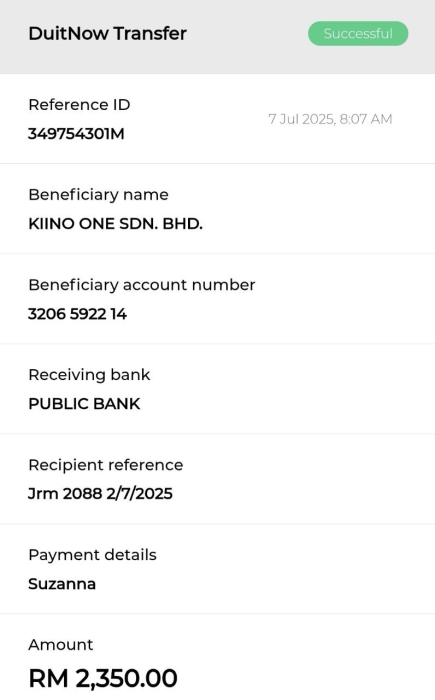 DuitNow Transfer
Successful
Reference ID
7 Jul 2025, 8:07 AM
349754301M
Beneficiary name
KIINO ONE SDN. BHD.
Beneficiary account number
3206 5922 14
Receiving bank
PUBLIC BANK
Recipient reference
Jrm 2088 2/7/2025
Payment details
Suzanna
Amount
RM 2,350.00